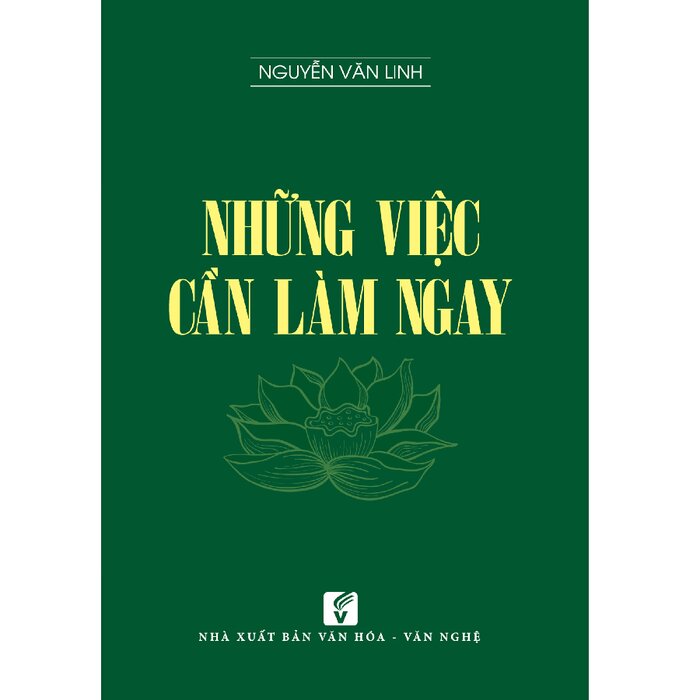 NGUYỄN VĂN LINH
NHỮNG VIỆC
CẦN LÀM NGAY
V
NHÀ XUẤT BẢN VĂN HÓA - VĂN NGHỆ